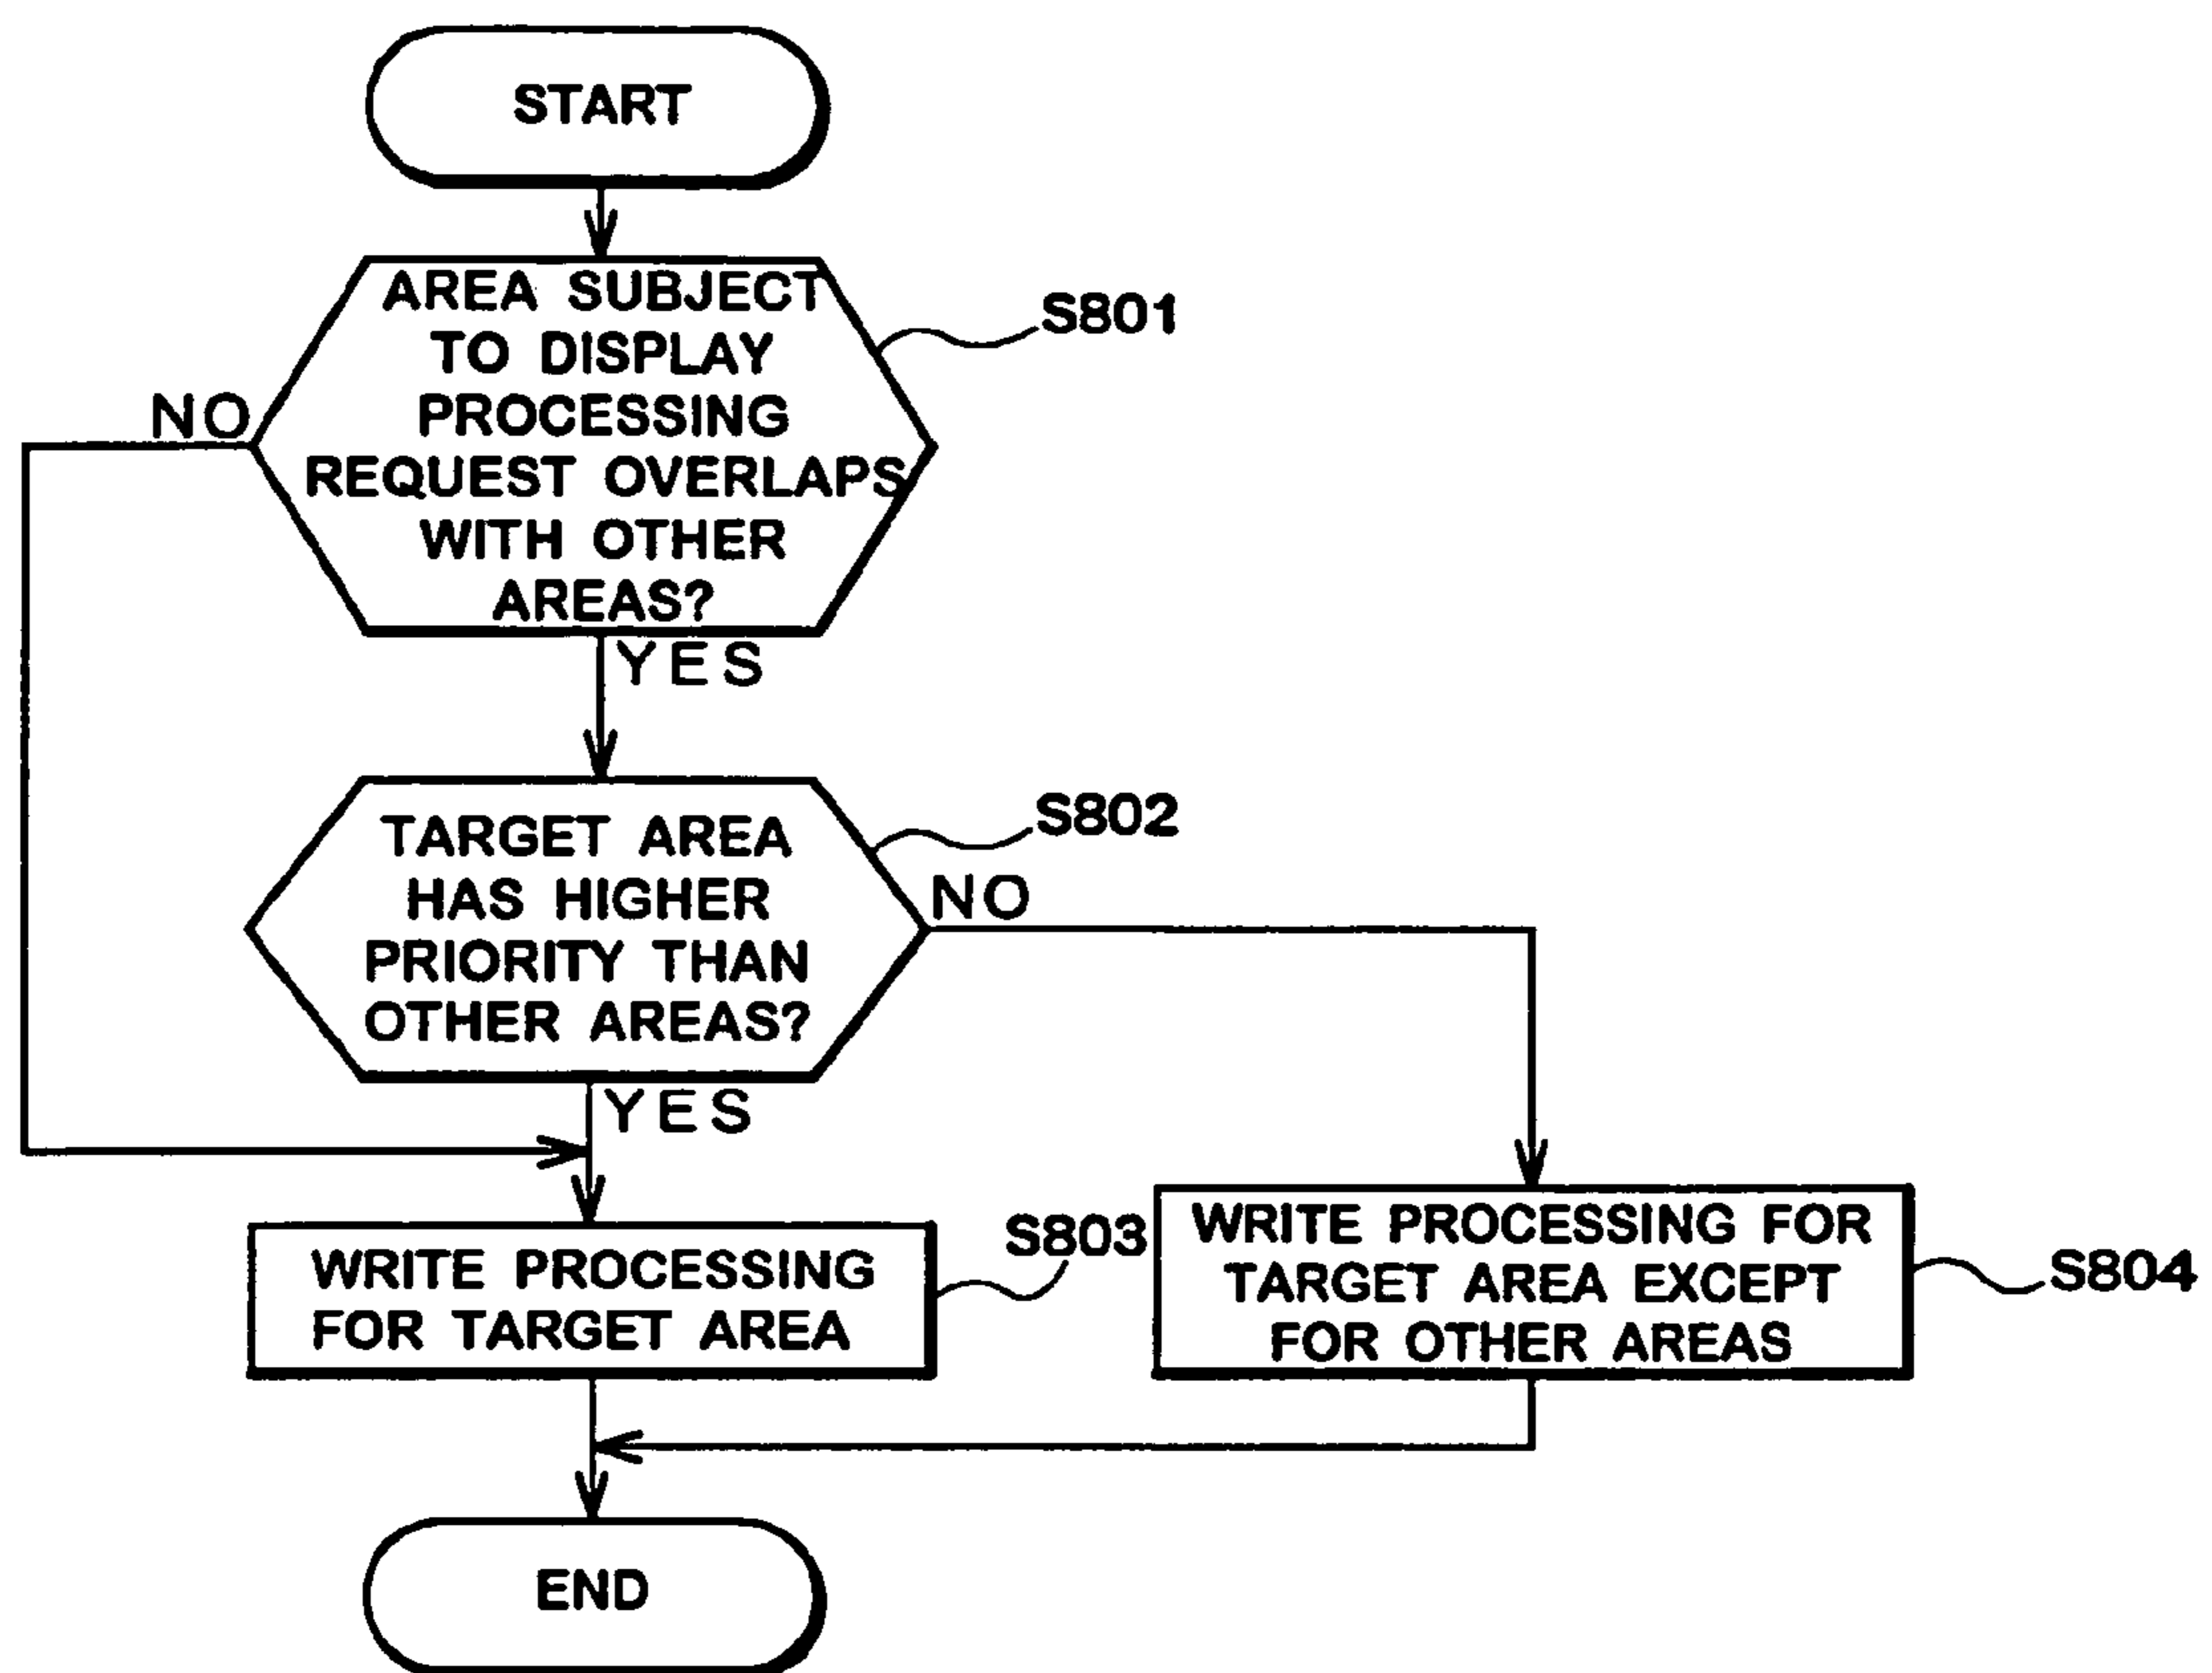 START
AREA SUBJECT
TO DISPLAY
PROCESSING
REQUEST OVERLAPS
WITH OTHER
AREAS?
S801
NO
YES
TARGET AREA
HAS HIGHER
PRIORITY THAN
OTHER AREAS?
S802
NO
YES
WRITE PROCESSING
FOR TARGET AREA
S803
WRITE PROCESSING FOR
TARGET AREA EXCEPT
FOR OTHER AREAS
S804
END